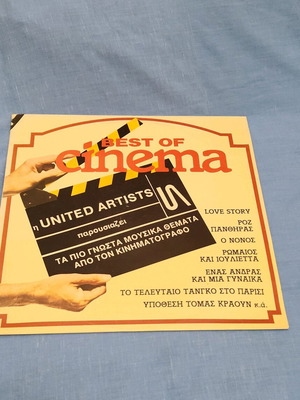 BEST OF
cinema
η UNITED ARTISTS
παρουσιάζει
ΤΑ ΠΙΟ ΓΝΩΣΤΑ ΜΟΥΣΙΚΑ ΘΕΜΑΤΑ
ΑΠΟ ΤΟΝ ΚΙΝΗΜΑΤΟΓΡΑΦΟ
LOVE STORY
ΡΟΖ
ΠΑΝΘΗΡΑΣ
Ο ΝΟΝΟΣ
ΡΩΜΑΙΟΣ
ΚΑΙ ΙΟΥΛΙΕΤΤΑ
ΕΝΑΣ ΑΝΔΡΑΣ
ΚΑΙ ΜΙΑ ΓΥΝΑΙΚΑ
ΤΟ ΤΕΛΕΥΤΑΙΟ ΤΑΝΓΚΟ ΣΤΟ ΠΑΡΙΣΙ
ΥΠΟΘΕΣΗ ΤΟΜΑΣ ΚΡΑΟΥΝ κ.ά.